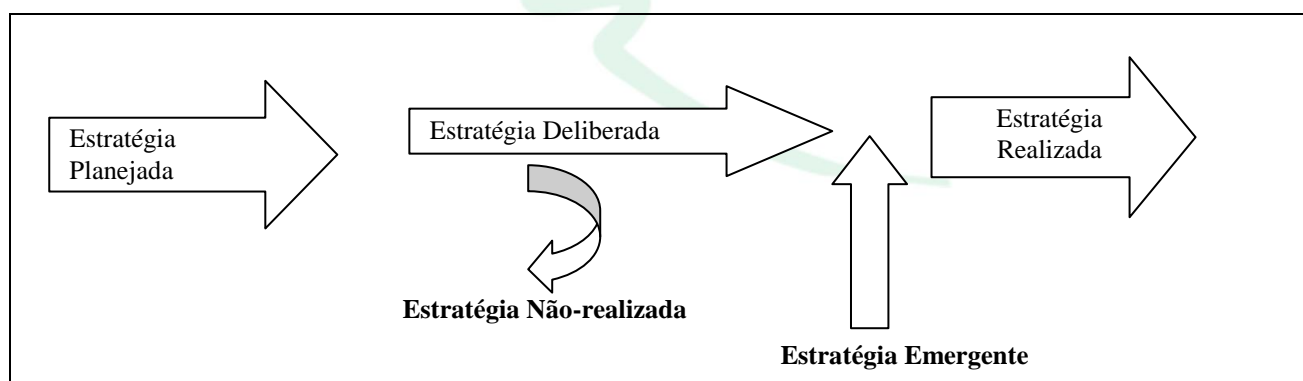 Estratégia
Planejada
Estratégia Deliberada
Estratégia
Realizada
Estratégia Não-realizada
Estratégia Emergente